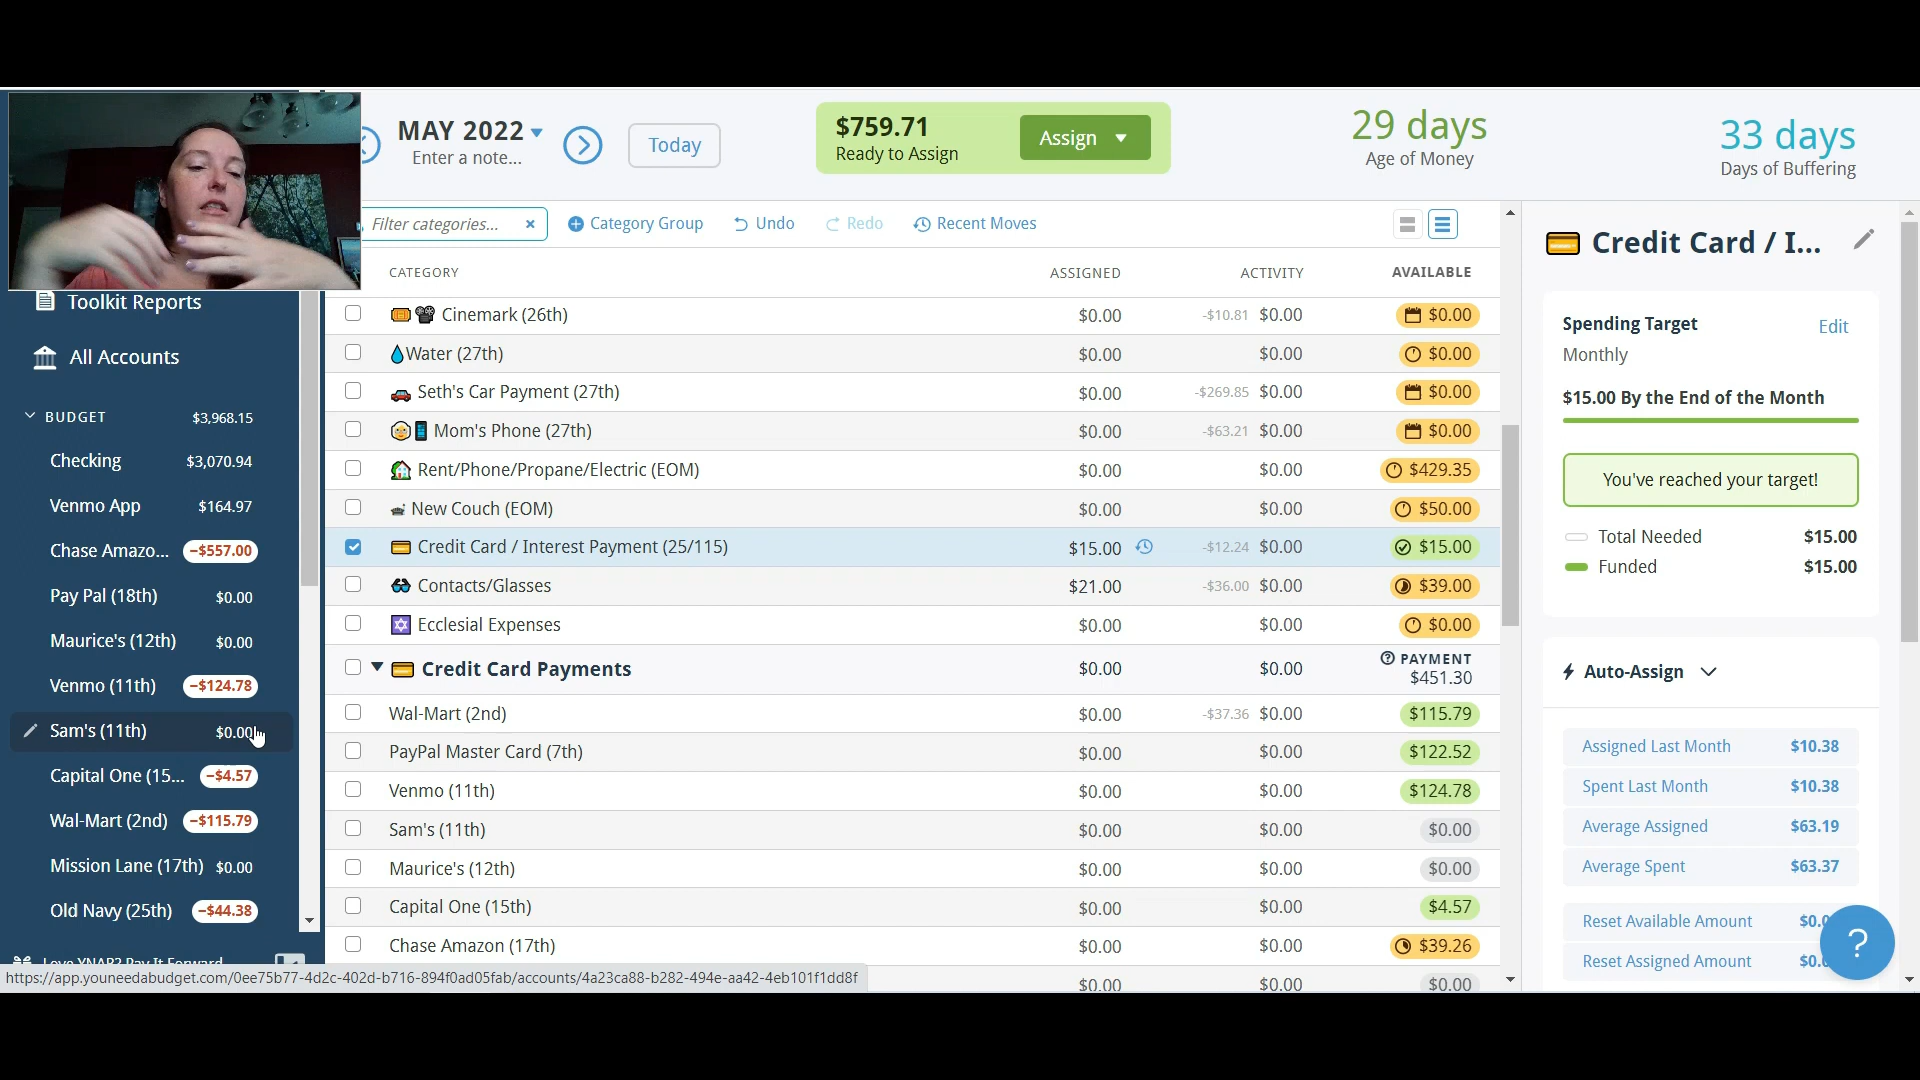 MAY 2022
Enter a note...
Today
$759.71
Ready to Assign
Assign
29 days
Age of Money
33 days
Days of Buffering
Toolkit Reports
All Accounts
BUDGET $3,968.15
Checking $3,070.94
Venmo App $164.97
Chase Amazo... −$557.00
Pay Pal (18th) $0.00
Maurice's (12th) $0.00
Venmo (11th) −$124.78
Sam's (11th) $0.00
Capital One (15... −$4.57
Wal-Mart (2nd) −$115.79
Mission Lane (17th) $0.00
Old Navy (25th) −$44.38
Love YNAB? Pay It Forward
Filter categories... ×
Category Group Undo Redo Recent Moves
CATEGORY ASSIGNED ACTIVITY AVAILABLE
Cinemark (26th) $0.00 -$10.81 $0.00 $0.00
Water (27th) $0.00 $0.00 $0.00
Seth's Car Payment (27th) $0.00 -$269.85 $0.00 $0.00
Mom's Phone (27th) $0.00 -$63.21 $0.00 $0.00
Rent/Phone/Propane/Electric (EOM) $0.00 $0.00 $429.35
New Couch (EOM) $0.00 $0.00 $50.00
Credit Card / Interest Payment (25/115) $15.00 -$12.24 $0.00 $15.00
Contacts/Glasses $21.00 -$36.00 $0.00 $39.00
Ecclesial Expenses $0.00 $0.00 $0.00
Credit Card Payments $0.00 $0.00 PAYMENT
$451.30
Wal-Mart (2nd) $0.00 -$37.36 $0.00 $115.79
PayPal Master Card (7th) $0.00 $0.00 $122.52
Venmo (11th) $0.00 $0.00 $124.78
Sam's (11th) $0.00 $0.00 $0.00
Maurice's (12th) $0.00 $0.00 $0.00
Capital One (15th) $0.00 $0.00 $4.57
Chase Amazon (17th) $0.00 $0.00 $39.26
$0.00 $0.00 $0.00
https://app.youneedabudget.com/0ee75b77-4d2c-402d-b716-894f0ad05fab/accounts/4a23ca88-b282-494e-aa42-4eb101f1dd8f
Credit Card / I...
Spending Target Edit
Monthly
$15.00 By the End of the Month
You've reached your target!
Total Needed $15.00
Funded $15.00
Auto-Assign
Assigned Last Month $10.38
Spent Last Month $10.38
Average Assigned $63.19
Average Spent $63.37
Reset Available Amount
Reset Assigned Amount
?